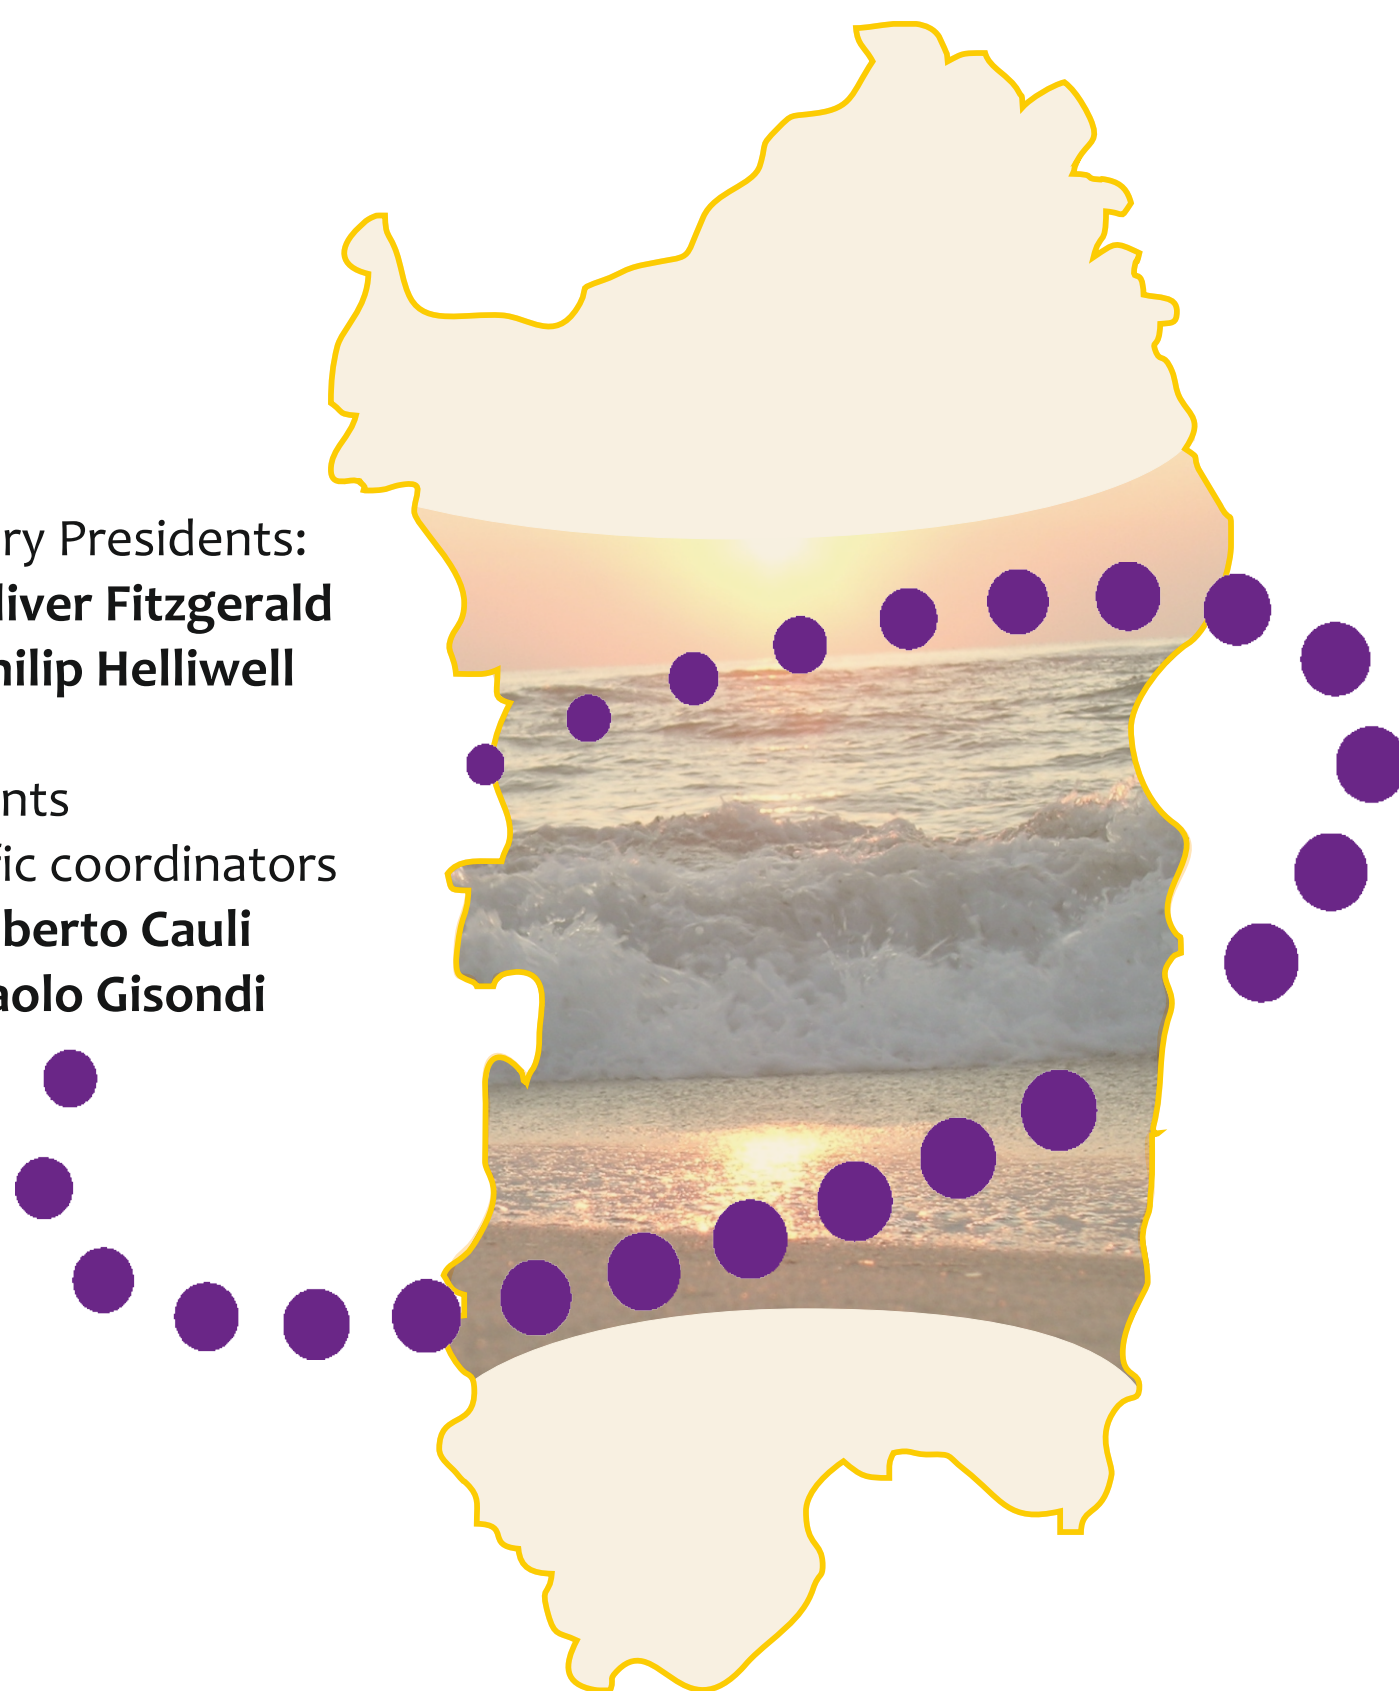 ry Presidents:
liver Fitzgerald
hilip Helliwell
nts
fic coordinators
berto Cauli
aolo Gisondi